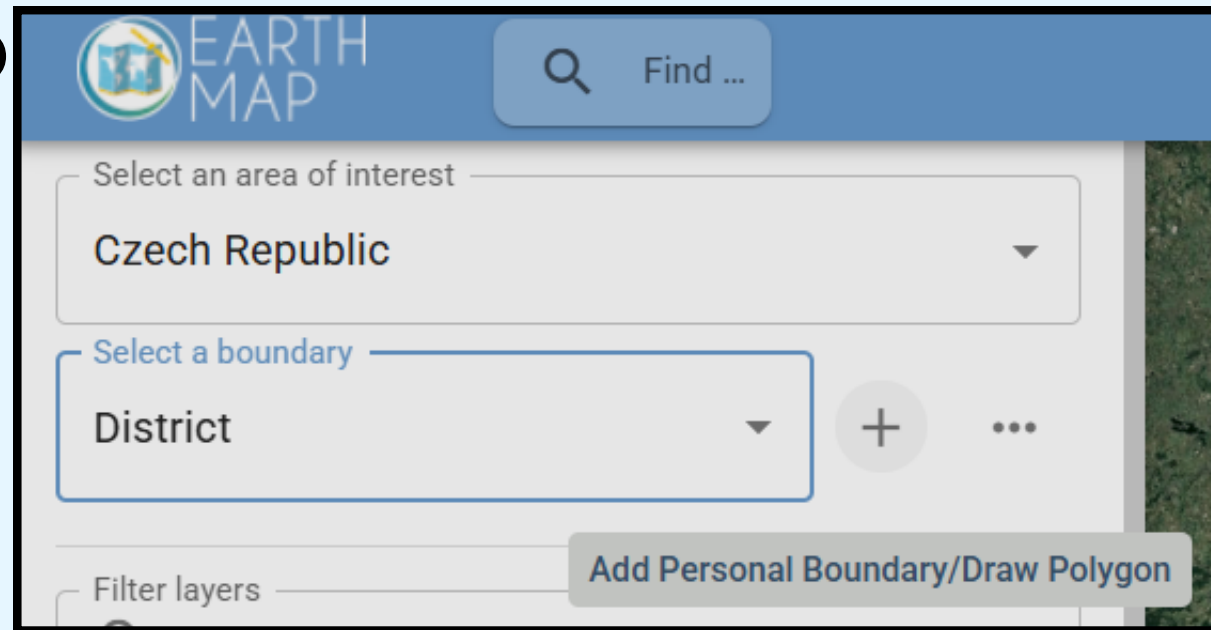 EARTH
MAP
Find ...
Select an area of interest
Czech Republic
Select a boundary
District
Add Personal Boundary/Draw Polygon
Filter layers